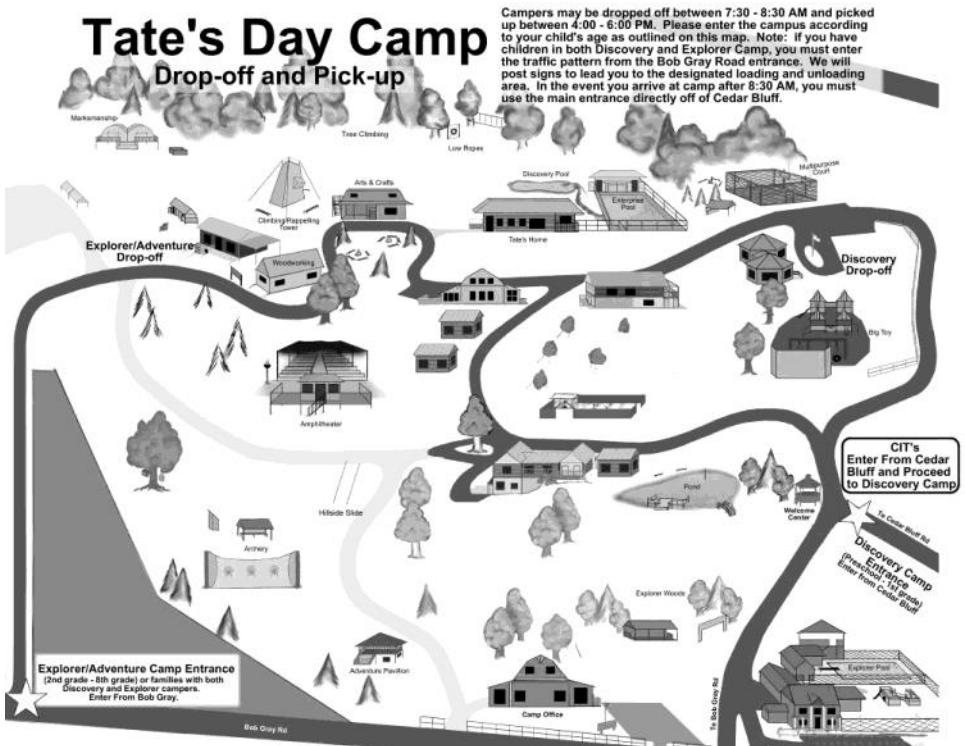 Tate's Day Camp
Drop-off and Pick-up
Campers may be dropped off between 7:30 - 8:30 AM and picked
up between 4:00 - 6:00 PM. Please enter the campus according
to your child's age as outlined on this map. Note: if you have
children in both Discovery and Explorer Camp, you must enter
the traffic pattern from the Bob Gray Road entrance. We will
post signs to lead you to the designated loading and unloading
area. In the event you arrive at camp after 8:30 AM, you must
use the main entrance directly off of Cedar Bluff.
Marksmanship
Tree Climbing
Low Ropes
Multipurpose
Court
Discovery Pool
Arts & Crafts
Enterprise
Pool
Climbing/Rappelling
Tower
Tate's Home
Explorer/Adventure
Drop-off
Woodworking
Discovery
Drop-off
Big Toy
Amphitheater
CIT's
Enter From Cedar
Bluff and Proceed
to Discovery Camp
Pond
Welcome
Center
Hillside Slide
To Cedar Bluff Rd
Archery
Discovery Camp
Entrance
(Preschool - 1st grade)
Enter from Cedar Bluff
Explorer Woods
Explorer/Adventure Camp Entrance
(2nd grade - 8th grade) or families with both
Discovery and Explorer campers.
Enter From Bob Gray.
Adventure Pavilion
Explorer Pool
Camp Office
To Bob Gray Rd
Bob Gray Rd